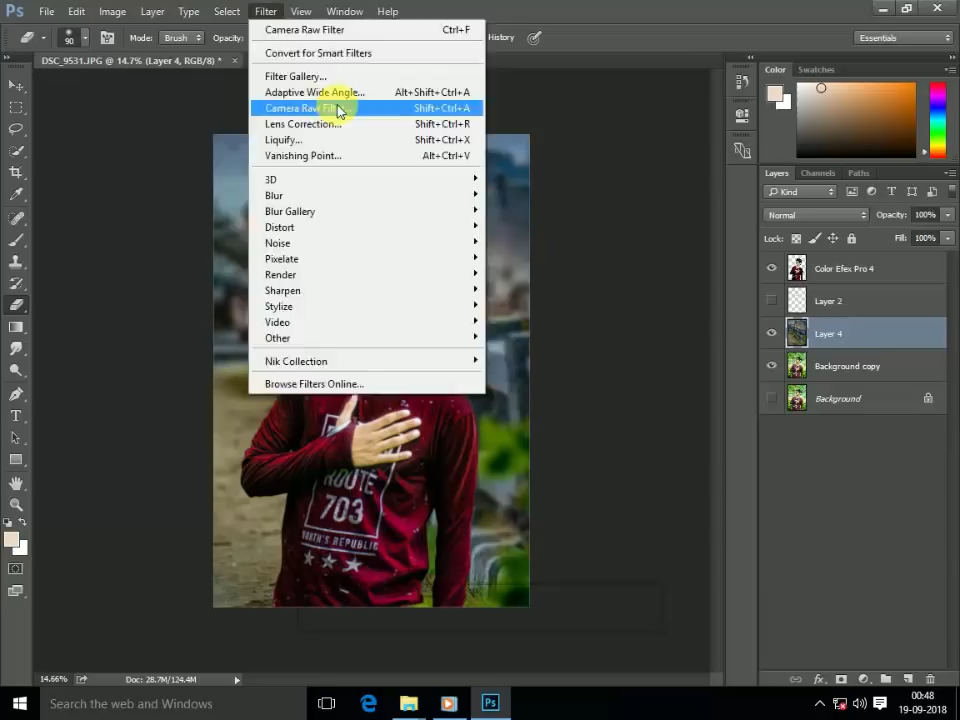 Ps File Edit Image Layer Type Select Filter View Window Help
90 Mode: Brush Opacity: History Essentials
DSC_9531.JPG @ 14.7% (Layer 4, RGB/8) * ×
Camera Raw Filter Ctrl+F
Convert for Smart Filters
Filter Gallery...
Adaptive Wide Angle... Alt+Shift+Ctrl+A
Camera Raw Shift+Ctrl+A
Lens Correction... Shift+Ctrl+R
Liquify... Shift+Ctrl+X
Vanishing Point... Alt+Ctrl+V
3D
Blur
Blur Gallery
Distort
Noise
Pixelate
Render
Sharpen
Stylize
Video
Other
Nik Collection
Browse Filters Online...
Color Swatches
Layers Channels Paths
Kind
Normal Opacity: 100%
Lock: Fill: 100%
Color Efex Pro 4
Layer 2
Layer 4
Background copy
Background
ROUTE
703
NORTH'S REPUBLIC
14.66% Doc: 28.7M/124.4M
Search the web and Windows
00:48
19-09-2018